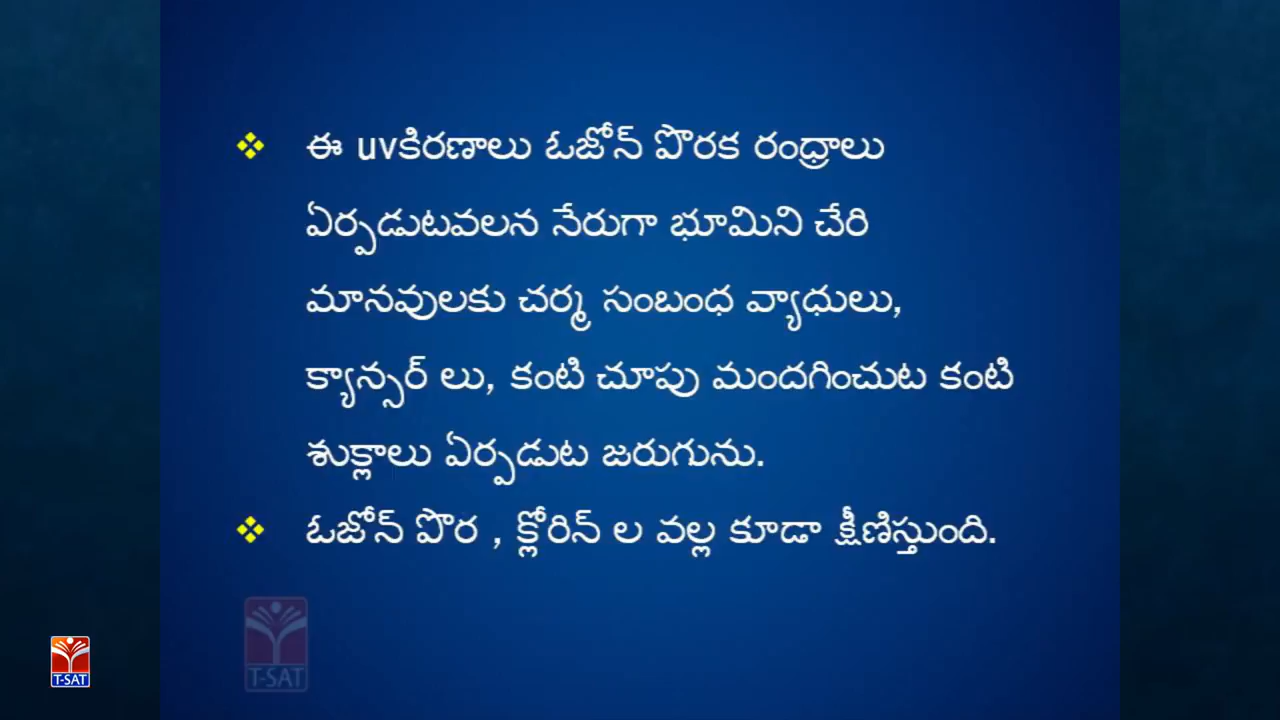 ఈ uvకిరణాలు ఓజోన్ పొరక రంధ్రాలు
ఏర్పడుటవలన నేరుగా భూమిని చేరి
మానవులకు చర్మ సంబంధ వ్యాధులు,
క్యాన్సర్ లు, కంటి చూపు మందగించుట కంటి
శుక్లాలు ఏర్పడుట జరుగును.
ఓజోన్ పొర , క్లోరిన్ ల వల్ల కూడా క్షీణిస్తుంది.
T-SAT
T-SAT